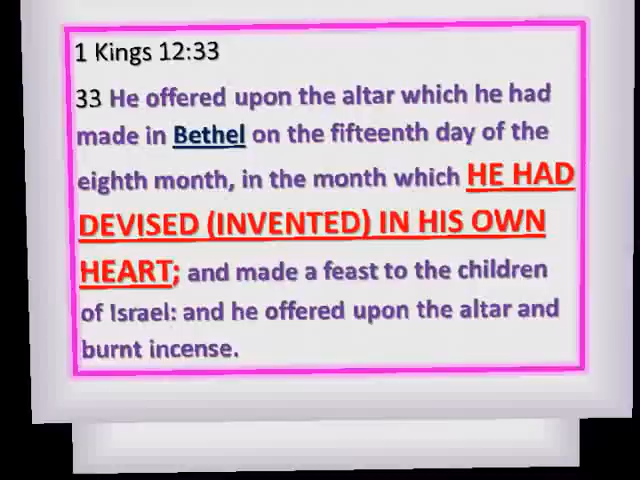 1 Kings 12:33
33 He offered upon the altar which he had
made in Bethel on the fifteenth day of the
eighth month, in the month which HE HAD
DEVISED (INVENTED) IN HIS OWN
HEART; and made a feast to the children
of Israel: and he offered upon the altar and
burnt incense.